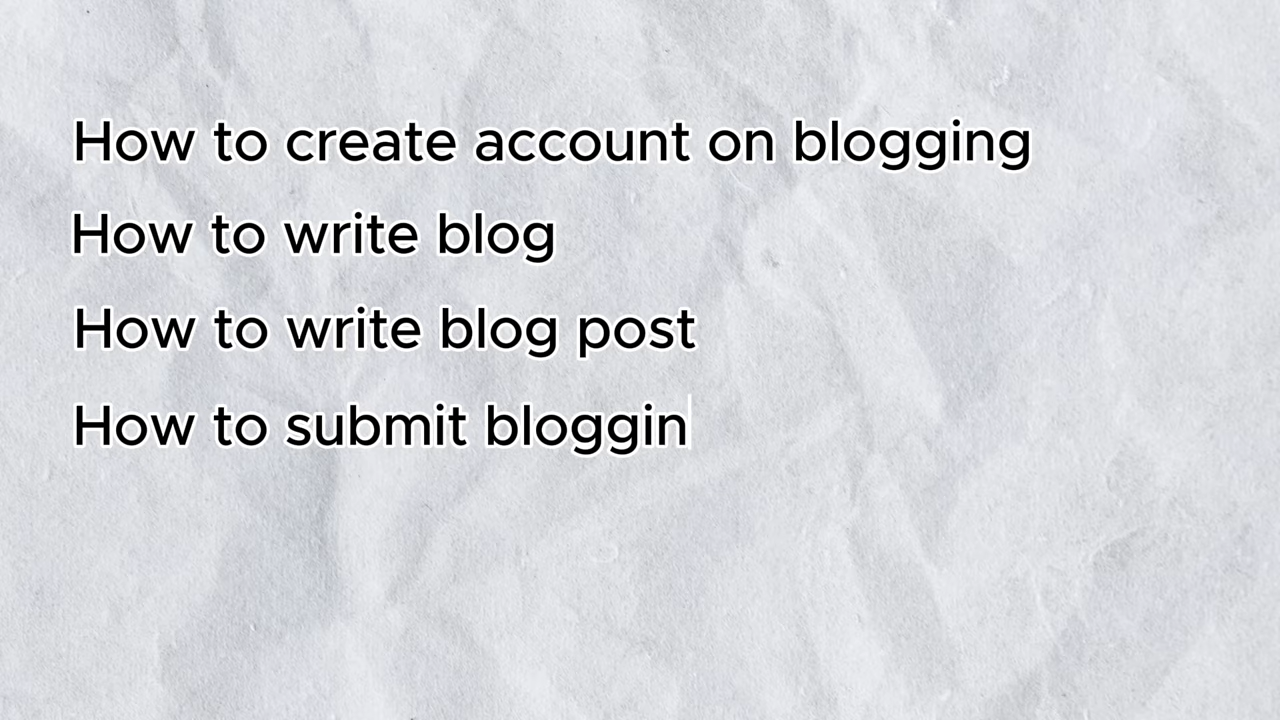 How to create account on blogging
How to write blog
How to write blog post
How to submit bloggin